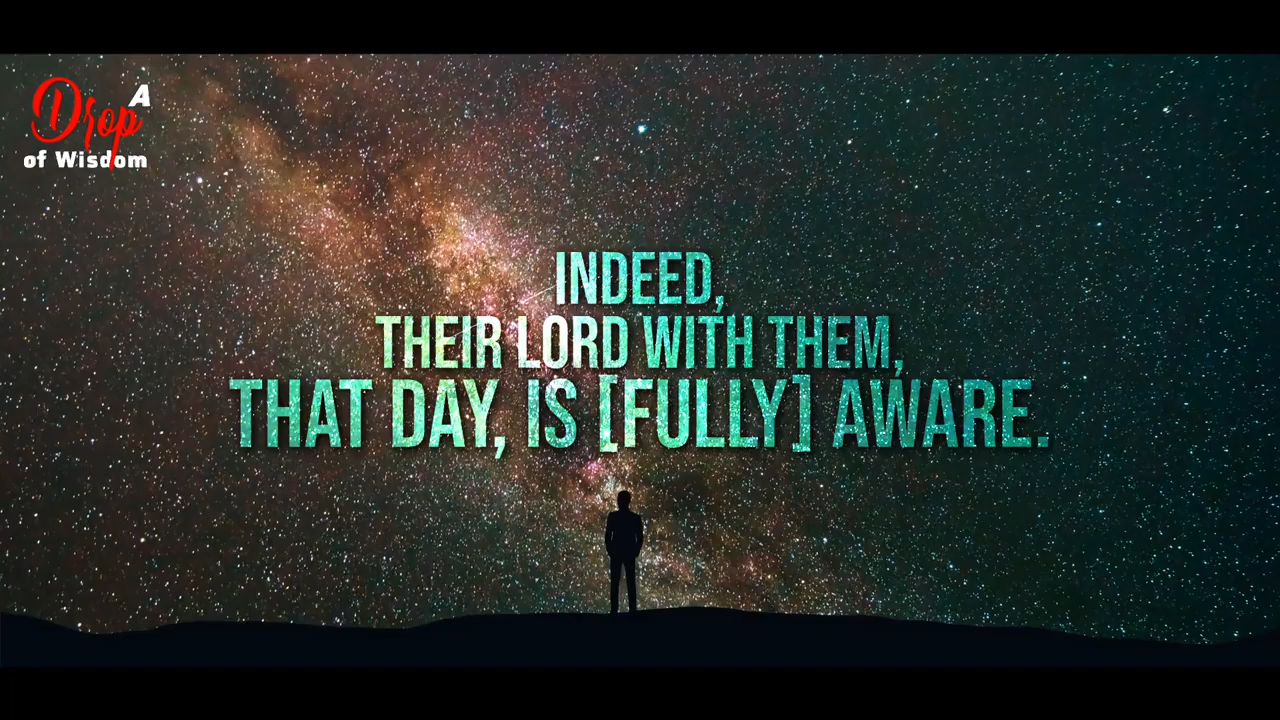 A
Drop
of Wisdom
INDEED,
THEIR LORD WITH THEM,
THAT DAY, IS [FULLY] AWARE.